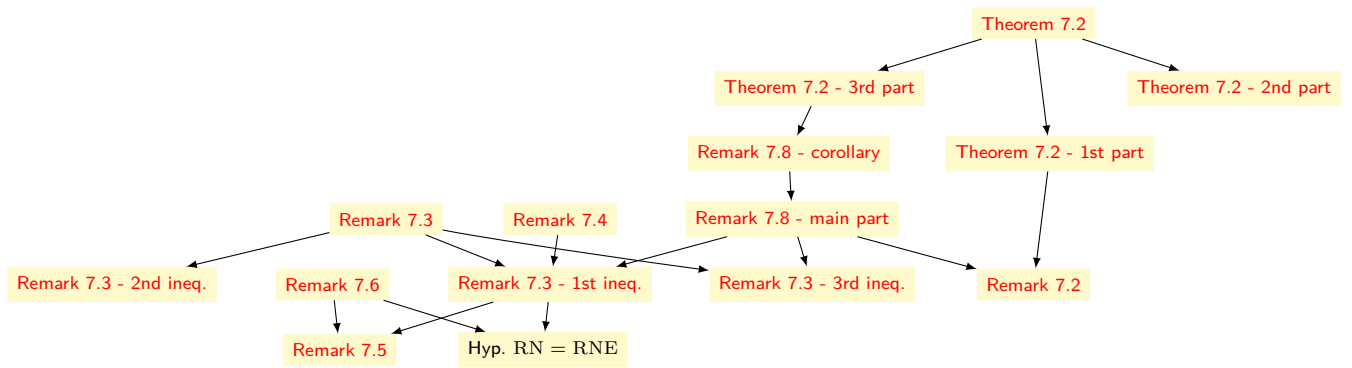 Theorem 7.2
Theorem 7.2 - 3rd part
Theorem 7.2 - 2nd part
Remark 7.8 - corollary
Theorem 7.2 - 1st part
Remark 7.3
Remark 7.4
Remark 7.8 - main part
Remark 7.3 - 2nd ineq.
Remark 7.6
Remark 7.3 - 1st ineq.
Remark 7.3 - 3rd ineq.
Remark 7.2
Remark 7.5
Hyp. RN = RNE